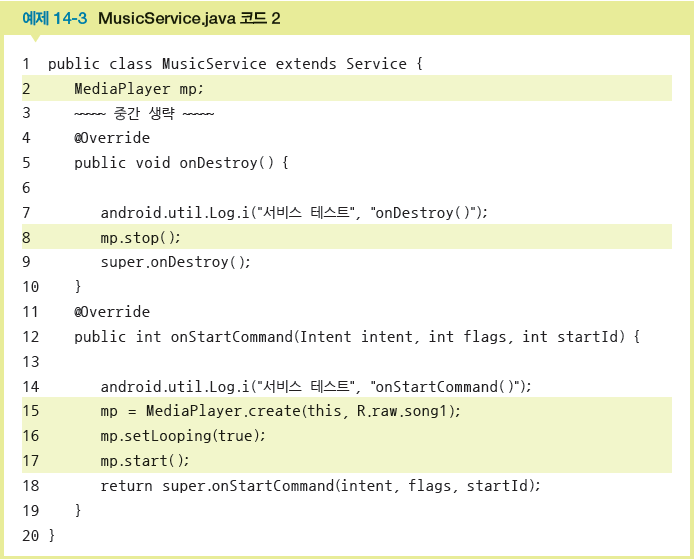 예제 14-3 MusicService.java 코드 2
1 public class MusicService extends Service {
2 MediaPlayer mp;
3 ~~~~~ 중간 생략 ~~~~~
4 @Override
5 public void onDestroy() {
6
7 android.util.Log.i("서비스 테스트", "onDestroy()");
8 mp.stop();
9 super.onDestroy();
10 }
11 @Override
12 public int onStartCommand(Intent intent, int flags, int startId) {
13
14 android.util.Log.i("서비스 테스트", "onStartCommand()");
15 mp = MediaPlayer.create(this, R.raw.song1);
16 mp.setLooping(true);
17 mp.start();
18 return super.onStartCommand(intent, flags, startId);
19 }
20 }